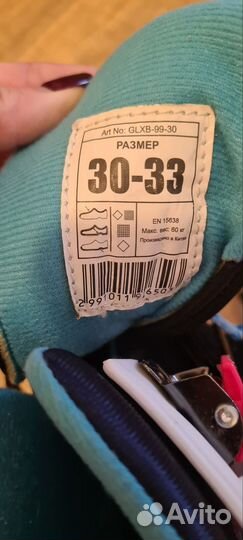 Art No: GLXB-99-30
РАЗМЕР
30-33
EN 15638
Макс. вес: 60 кг
Произведено в Китае
Avito